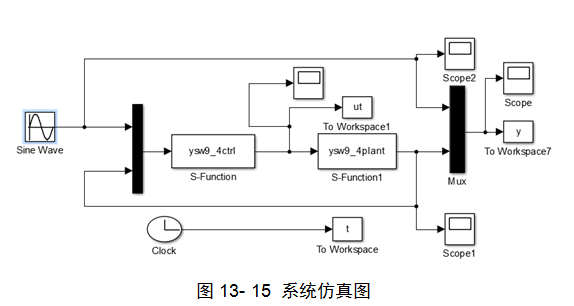 Scope2
Scope
ut
To Workspace1
y
To Workspace7
Sine Wave
ysw9_4ctrl
S-Function
ysw9_4plant
S-Function1
Mux
Clock
t
To Workspace
Scope1
图 13- 15 系统仿真图